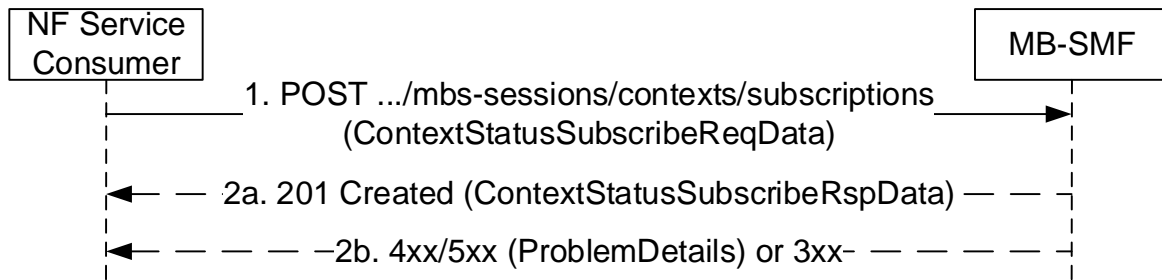 NF Service
Consumer
MB-SMF
1. POST .../mbs-sessions/contexts/subscriptions
(ContextStatusSubscribeReqData)
2a. 201 Created (ContextStatusSubscribeRspData)
2b. 4xx/5xx (ProblemDetails) or 3xx